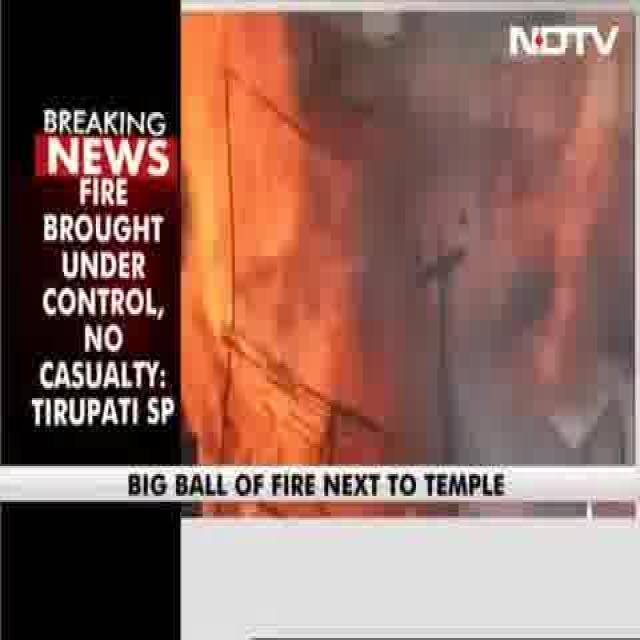 NDTV
BREAKING
NEWS
FIRE
BROUGHT
UNDER
CONTROL,
NO
CASUALTY:
TIRUPATI SP
BIG BALL OF FIRE NEXT TO TEMPLE